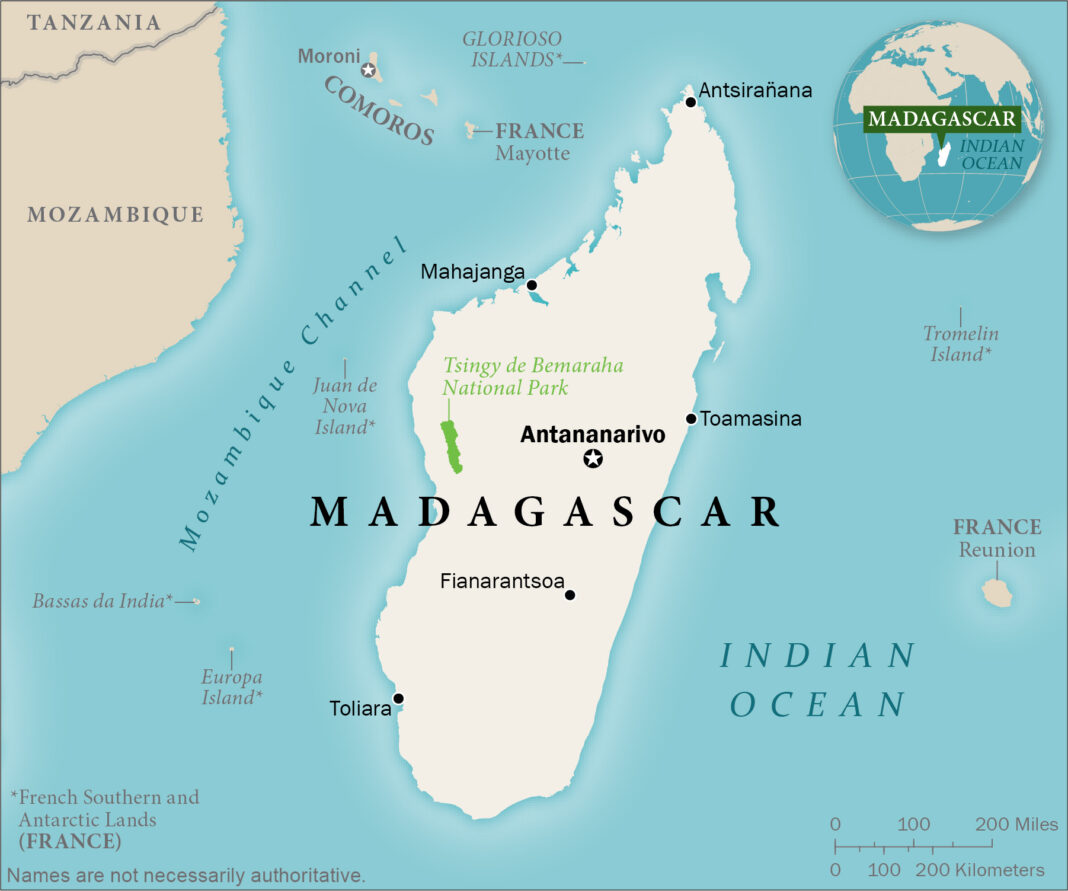 TANZANIA
Moroni
COMOROS
GLORIOSO
ISLANDS*
FRANCE
Mayotte
Antsirañana
MADAGASCAR
INDIAN
OCEAN
MOZAMBIQUE
Mozambique Channel
Mahajanga
Tromelin
Island*
Juan de
Nova
Island*
Tsingy de Bemaraha
National Park
Antananarivo
Toamasina
MADAGASCAR
FRANCE
Reunion
Fianarantsoa
Bassas da India*
Europa
Island*
Toliara
INDIAN
OCEAN
*French Southern and
Antarctic Lands
(FRANCE)
0 100 200 Miles
0 100 200 Kilometers
Names are not necessarily authoritative.